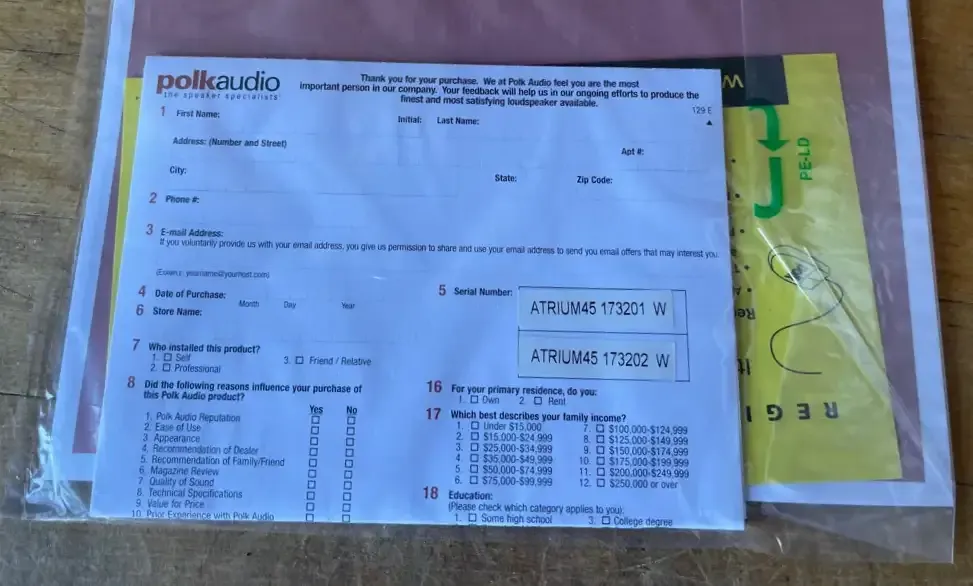 polkaudio
the speaker specialists
Thank you for your purchase. We at Polk Audio feel you are the most
important person in our company. Your feedback will help us in our ongoing efforts to produce the
finest and most satisfying loudspeaker available.
129 E
1 First Name:
Initial: Last Name:
Address: (Number and Street)
Apt #:
City:
State: Zip Code:
2 Phone #:
3 E-mail Address:
If you voluntarily provide us with your email address, you give us permission to share and use your email address to send you email offers that may interest you.
(Example: yourname@yourhost.com)
4 Date of Purchase:
Month Day Year
5 Serial Number:
ATRIUM45 173201 W
ATRIUM45 173202 W
6 Store Name:
7 Who installed this product?
1. Self
2. Professional
3. Friend / Relative
8 Did the following reasons influence your purchase of
this Polk Audio product?
Yes No
1. Polk Audio Reputation
2. Ease of Use
3. Appearance
4. Recommendation of Dealer
5. Recommendation of Family/Friend
6. Magazine Review
7. Quality of Sound
8. Technical Specifications
9. Value for Price
10. Prior Experience with Polk Audio
16 For your primary residence, do you:
1. Own 2. Rent
17 Which best describes your family income?
1. Under $15,000
2. $15,000-$24,999
3. $25,000-$34,999
4. $35,000-$49,999
5. $50,000-$74,999
6. $75,000-$99,999
7. $100,000-$124,999
8. $125,000-$149,999
9. $150,000-$174,999
10. $175,000-$199,999
11. $200,000-$249,999
12. $250,000 or over
18 Education:
(Please check which category applies to you):
1. Some high school 3. College degree
PE-LD
W
REGI